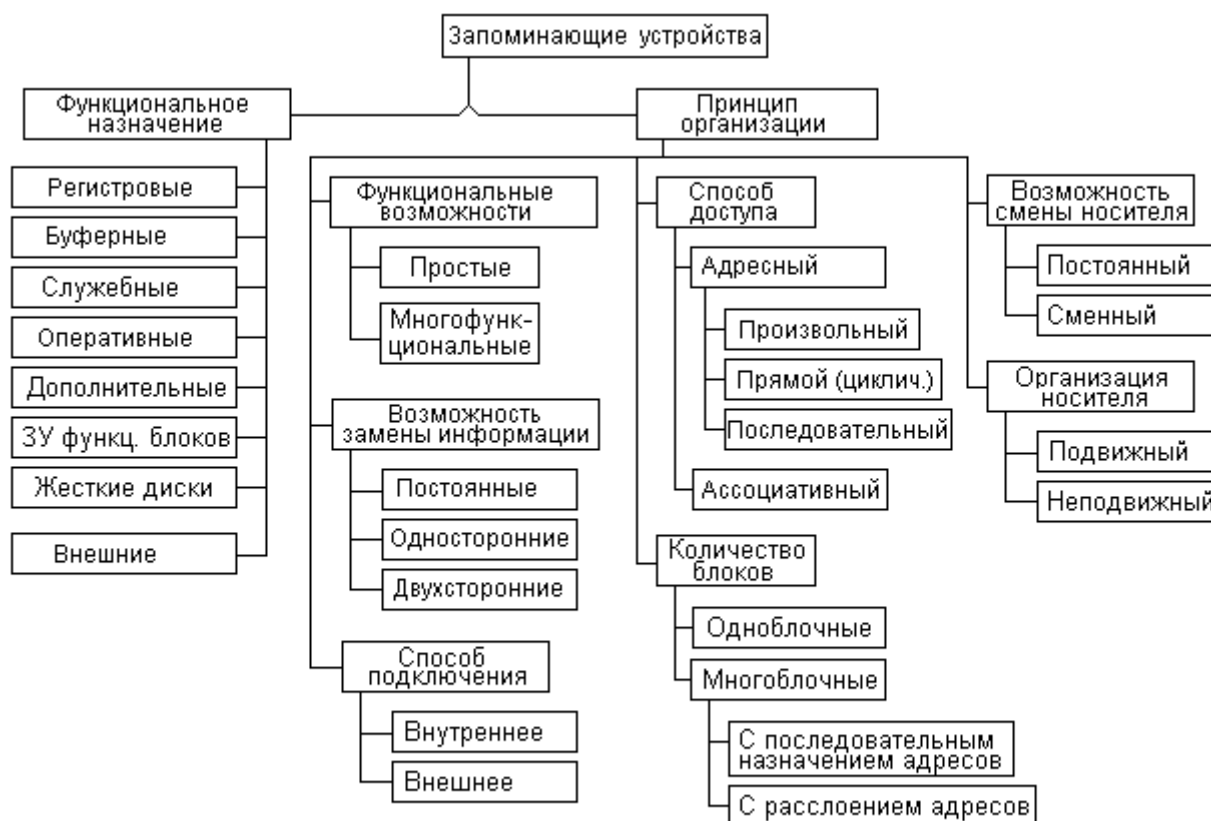 Запоминающие устройства
Функциональное
назначение
Регистровые
Буферные
Служебные
Оперативные
Дополнительные
ЗУ функц. блоков
Жесткие диски
Внешние
Принцип
организации
Функциональные
возможности
Простые
Многофунк-
циональные
Возможность
замены информации
Постоянные
Односторонние
Двухсторонние
Способ
подключения
Внутреннее
Внешнее
Способ
доступа
Адресный
Произвольный
Прямой (циклич.)
Последовательный
Ассоциативный
Количество
блоков
Одноблочные
Многоблочные
С последовательным
назначением адресов
С расслоением адресов
Возможность
смены носителя
Постоянный
Сменный
Организация
носителя
Подвижный
Неподвижный